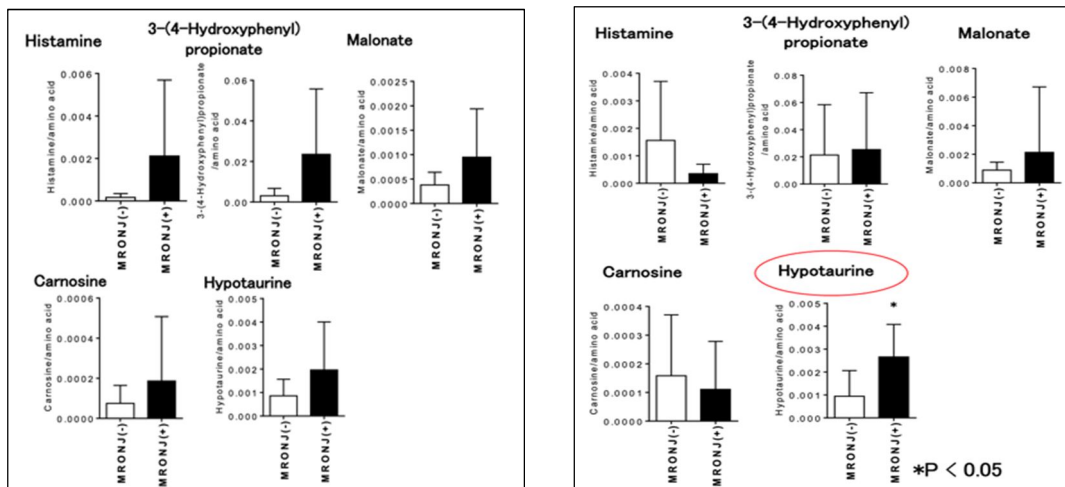 Histamine
3-(4-Hydroxyphenyl)
propionate
Malonate
Histamine/amino acid
0.006
0.004
0.002
0.000
MRONJ(-)
MRONJ(+)
3-(4-Hydroxyphenyl)propionate
/amino acid
0.06
0.04
0.02
0.00
MRONJ(-)
MRONJ(+)
Malonate/amino acid
0.0025
0.0020
0.0015
0.0010
0.0005
0.0000
MRONJ(-)
MRONJ(+)
Carnosine
Hypotaurine
Carnosine/amino acid
0.0006
0.0004
0.0002
0.0000
MRONJ(-)
MRONJ(+)
Hypotaurine/amino acid
0.005
0.004
0.003
0.002
0.001
0.000
MRONJ(-)
MRONJ(+)
Histamine
3-(4-Hydroxyphenyl)
propionate
Malonate
Histamine/amino acid
0.004
0.003
0.002
0.001
0.000
MRONJ(-)
MRONJ(+)
3-(4-Hydroxyphenyl)propionate
/amino acid
0.08
0.06
0.04
0.02
0.00
MRONJ(-)
MRONJ(+)
Malonate/amino acid
0.008
0.006
0.004
0.002
0.000
MRONJ(-)
MRONJ(+)
Carnosine
Hypotaurine
Carnosine/amino acid
0.0004
0.0003
0.0002
0.0001
0.0000
MRONJ(-)
MRONJ(+)
Hypotaurine/amino acid
0.005
0.004
0.003
0.002
0.001
0.000
*
MRONJ(-)
MRONJ(+)
*P < 0.05